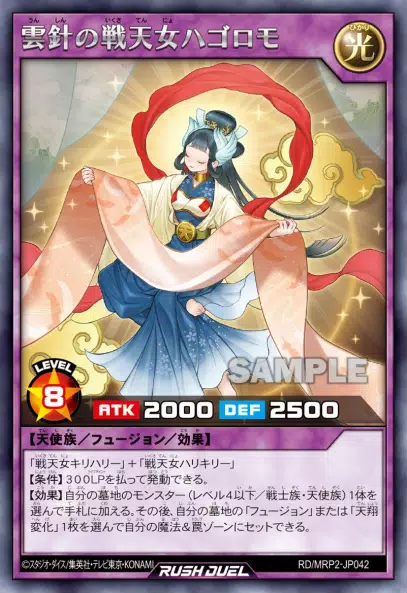 雲針の戦天女ハゴロモ
光
SAMPLE
LEVEL
8
ATK 2000 DEF 2500
【天使族／フュージョン／効果】
「戦天女キリハリー」+「戦天女ハリキリー」
【条件】300LPを払って発動できる。
【効果】自分の墓地のモンスター（レベル4以下／戦士族・天使族）1体を
選んで手札に加える。その後、自分の墓地の「フュージョン」または「天翔
変化」1枚を選んで自分の魔法&罠ゾーンにセットできる。
©スタジオ・ダイス/集英社・テレビ東京・KONAMI
RUSH DUEL
RD/MRP2-JP042